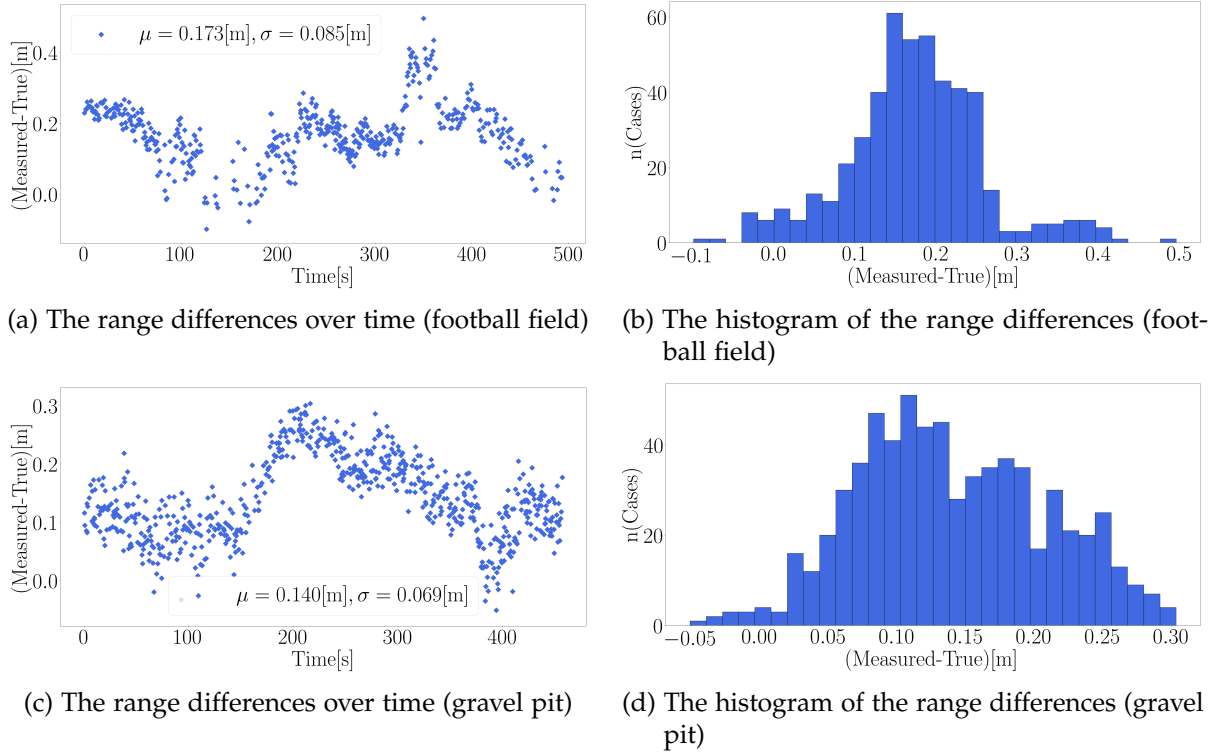 μ = 0.173[m], σ = 0.085[m]
(Measured-True)[m]
0.4
0.2
0.0
0 100 200 300 400 500
Time[s]
n(Cases)
60
40
20
0
−0.1 0.0 0.1 0.2 0.3 0.4 0.5
(Measured-True)[m]
(a) The range differences over time (football field)
(b) The histogram of the range differences (foot-
ball field)
(Measured-True)[m]
0.3
0.2
0.1
0.0
μ = 0.140[m], σ = 0.069[m]
0 100 200 300 400
Time[s]
n(Cases)
40
20
0
−0.05 0.00 0.05 0.10 0.15 0.20 0.25 0.30
(Measured-True)[m]
(c) The range differences over time (gravel pit)
(d) The histogram of the range differences (gravel
pit)